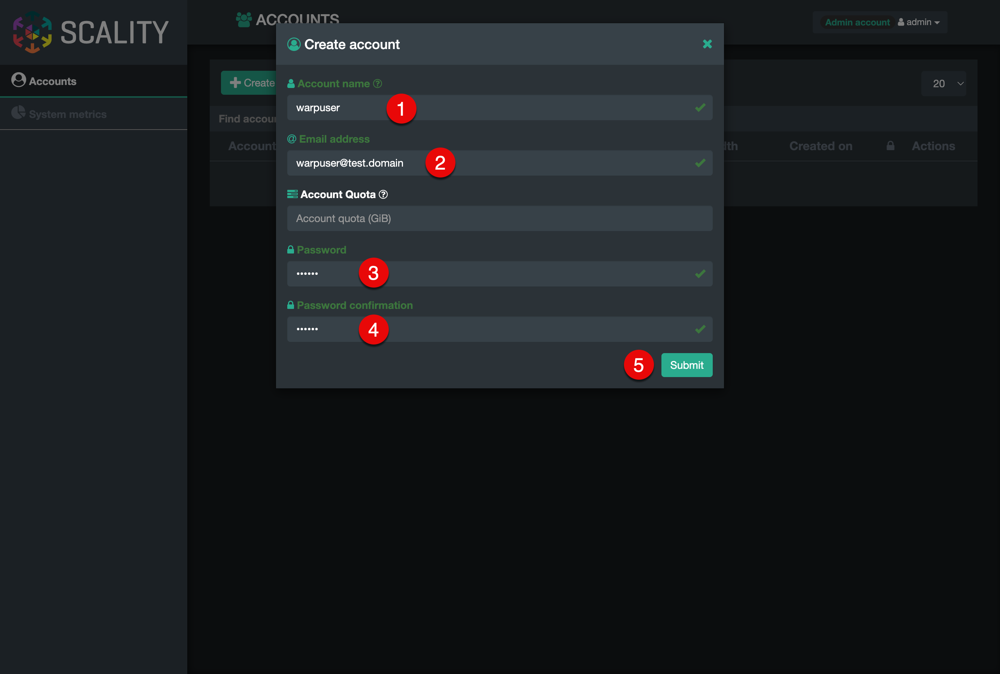 SCALITY
ACCOUNTS
Admin account admin
Accounts
System metrics
Create
20
Find accour
Account
dth
Created on
Actions
Create account
Account name
warpuser
1
Email address
warpuser@test.domain
2
Account Quota
Account quota (GiB)
Password
••••••
3
Password confirmation
••••••
4
5
Submit